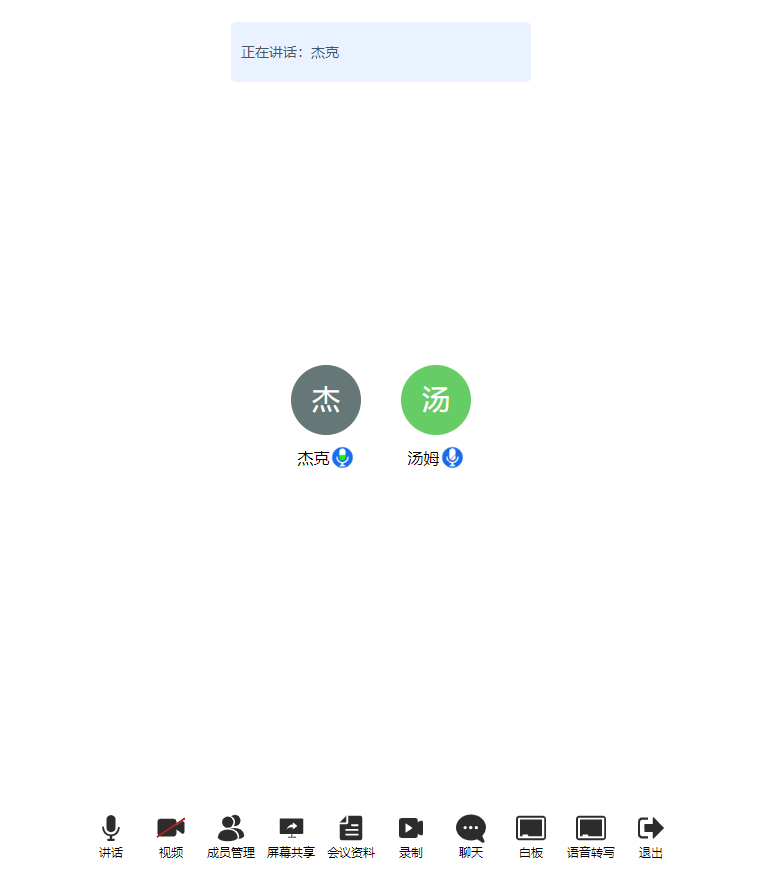 正在讲话：杰克
杰 汤
杰克 汤姆
讲话 视频 成员管理 屏幕共享 会议资料 录制 聊天 白板 语音转写 退出